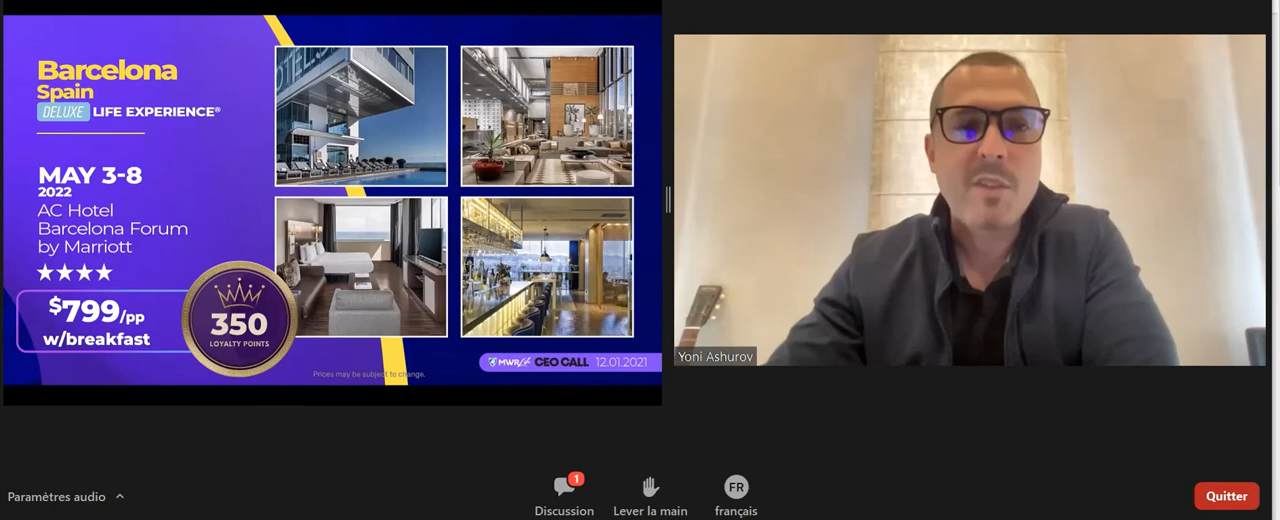 Barcelona
Spain
DELUXE LIFE EXPERIENCE®
MAY 3-8
2022
AC Hotel
Barcelona Forum
by Marriott
$799/pp
w/breakfast
350
LOYALTY POINTS
Prices may be subject to change.
MWRlife CEO CALL 12.01.2021
Yoni Ashurov
Paramètres audio
1
Discussion
Lever la main
FR
français
Quitter